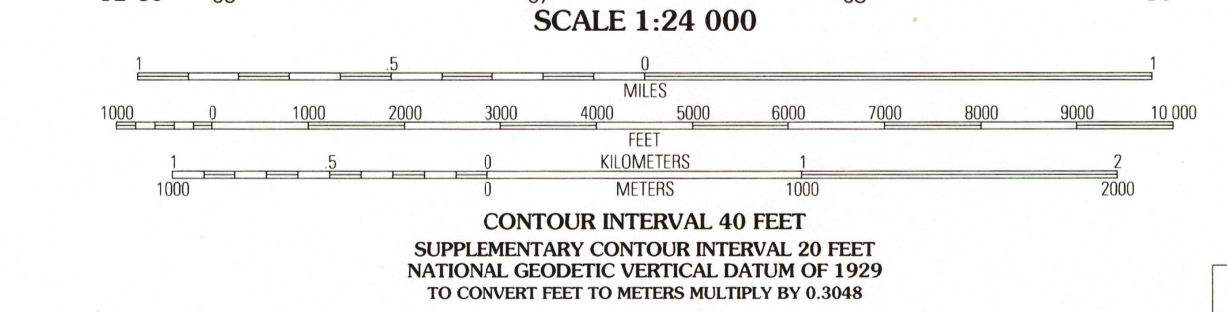 SCALE 1:24 000
1 .5 0 1
MILES
1000 0 1000 2000 3000 4000 5000 6000 7000 8000 9000 10 000
FEET
1 .5 0 KILOMETERS 1 2
1000 0 METERS 1000 2000
CONTOUR INTERVAL 40 FEET
SUPPLEMENTARY CONTOUR INTERVAL 20 FEET
NATIONAL GEODETIC VERTICAL DATUM OF 1929
TO CONVERT FEET TO METERS MULTIPLY BY 0.3048